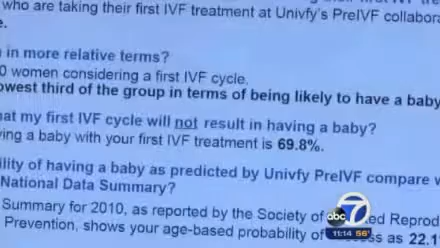 who are taking their first IVF treatment at Univfy's PreIVF collabora
e.
in more relative terms?
0 women considering a first IVF cycle.
owest third of the group in terms of being likely to have a baby
at my first IVF cycle will not result in having a baby?
ing a baby with your first IVF treatment is 69.8%.
ility of having a baby as predicted by Univfy PreIVF compare w
National Data Summary?
Summary for 2010, as reported by the Society of ed Reprod
Prevention, shows your age-based probability of ss as 22.1
abc 7
11:14 56°